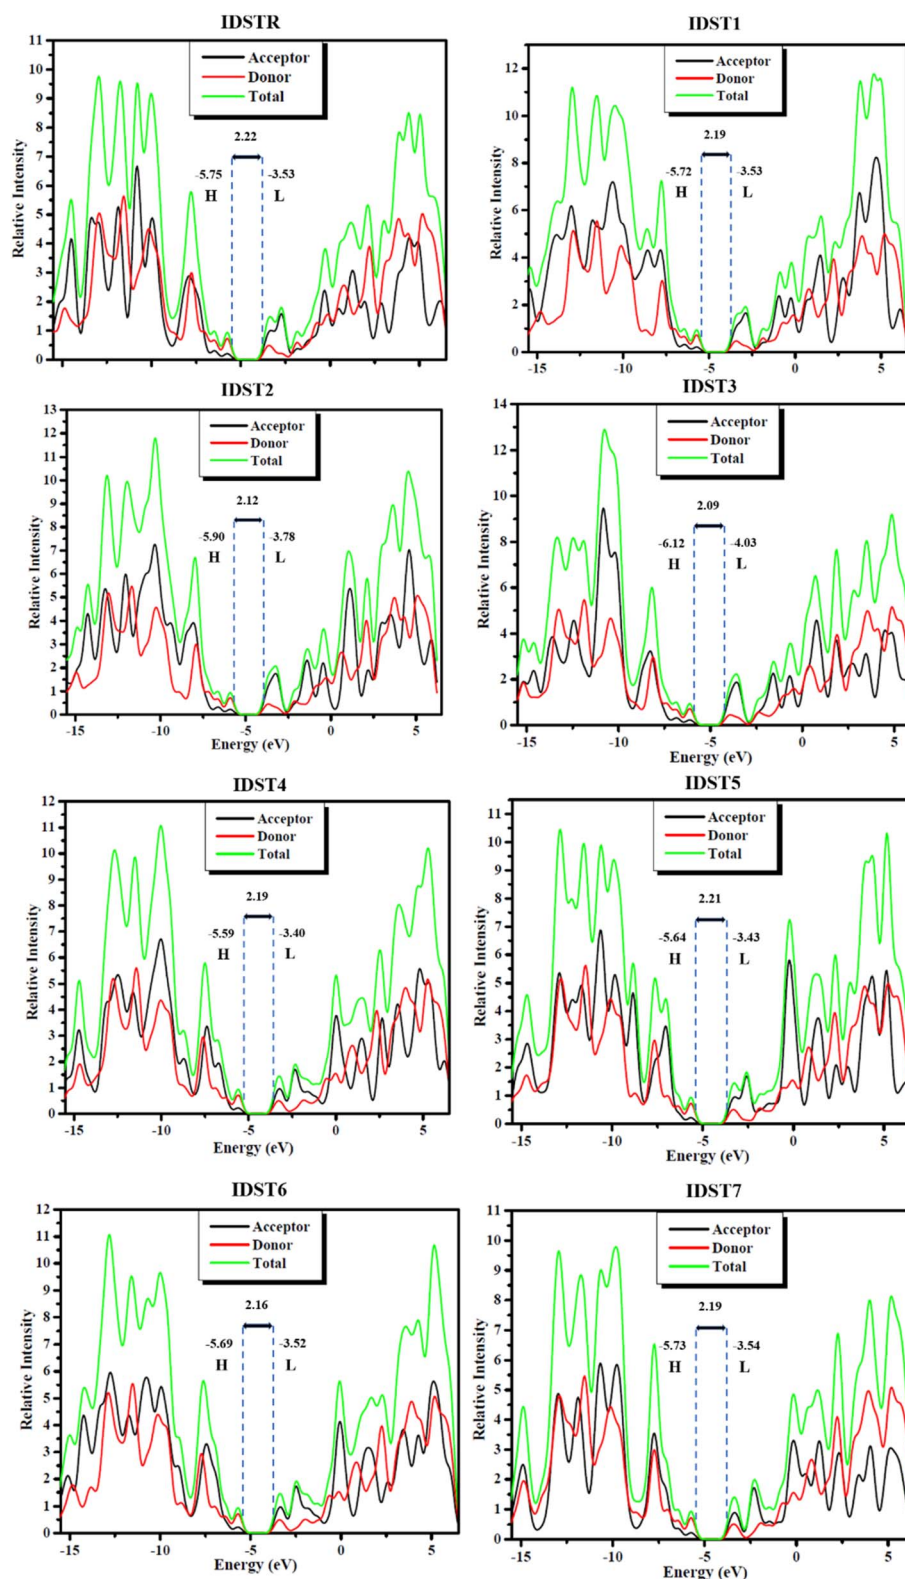 IDSTR
Relative Intensity
11
10
9
8
7
6
5
4
3
2
1
0
Acceptor
Donor
Total
2.22
-5.75
-3.53
H
L
-15 -10 -5 0 5
IDST1
Relative Intensity
12
10
8
6
4
2
0
Acceptor
Donor
Total
2.19
-5.72
-3.53
H
L
-15 -10 -5 0 5
IDST2
Relative Intensity
13
12
11
10
9
8
7
6
5
4
3
2
1
0
Acceptor
Donor
Total
2.12
-5.90
-3.78
H
L
-15 -10 -5 0 5
Energy (eV)
IDST3
Relative Intensity
14
12
10
8
6
4
2
0
Acceptor
Donor
Total
2.09
-6.12
-4.03
H
L
-15 -10 -5 0 5
Energy (eV)
IDST4
Relative Intensity
12
11
10
9
8
7
6
5
4
3
2
1
0
Acceptor
Donor
Total
2.19
-5.59
-3.40
H
L
-15 -10 -5 0 5
Energy (eV)
IDST5
Relative Intensity
11
10
9
8
7
6
5
4
3
2
1
0
Acceptor
Donor
Total
2.21
-5.64
-3.43
H
L
-15 -10 -5 0 5
Energy (eV)
IDST6
Relative Intensity
12
11
10
9
8
7
6
5
4
3
2
1
0
Acceptor
Donor
Total
2.16
-5.69
-3.52
H
L
-15 -10 -5 0 5
Energy (eV)
IDST7
Relative Intensity
11
10
9
8
7
6
5
4
3
2
1
0
Acceptor
Donor
Total
2.19
-5.73
-3.54
H
L
-15 -10 -5 0 5
Energy (eV)